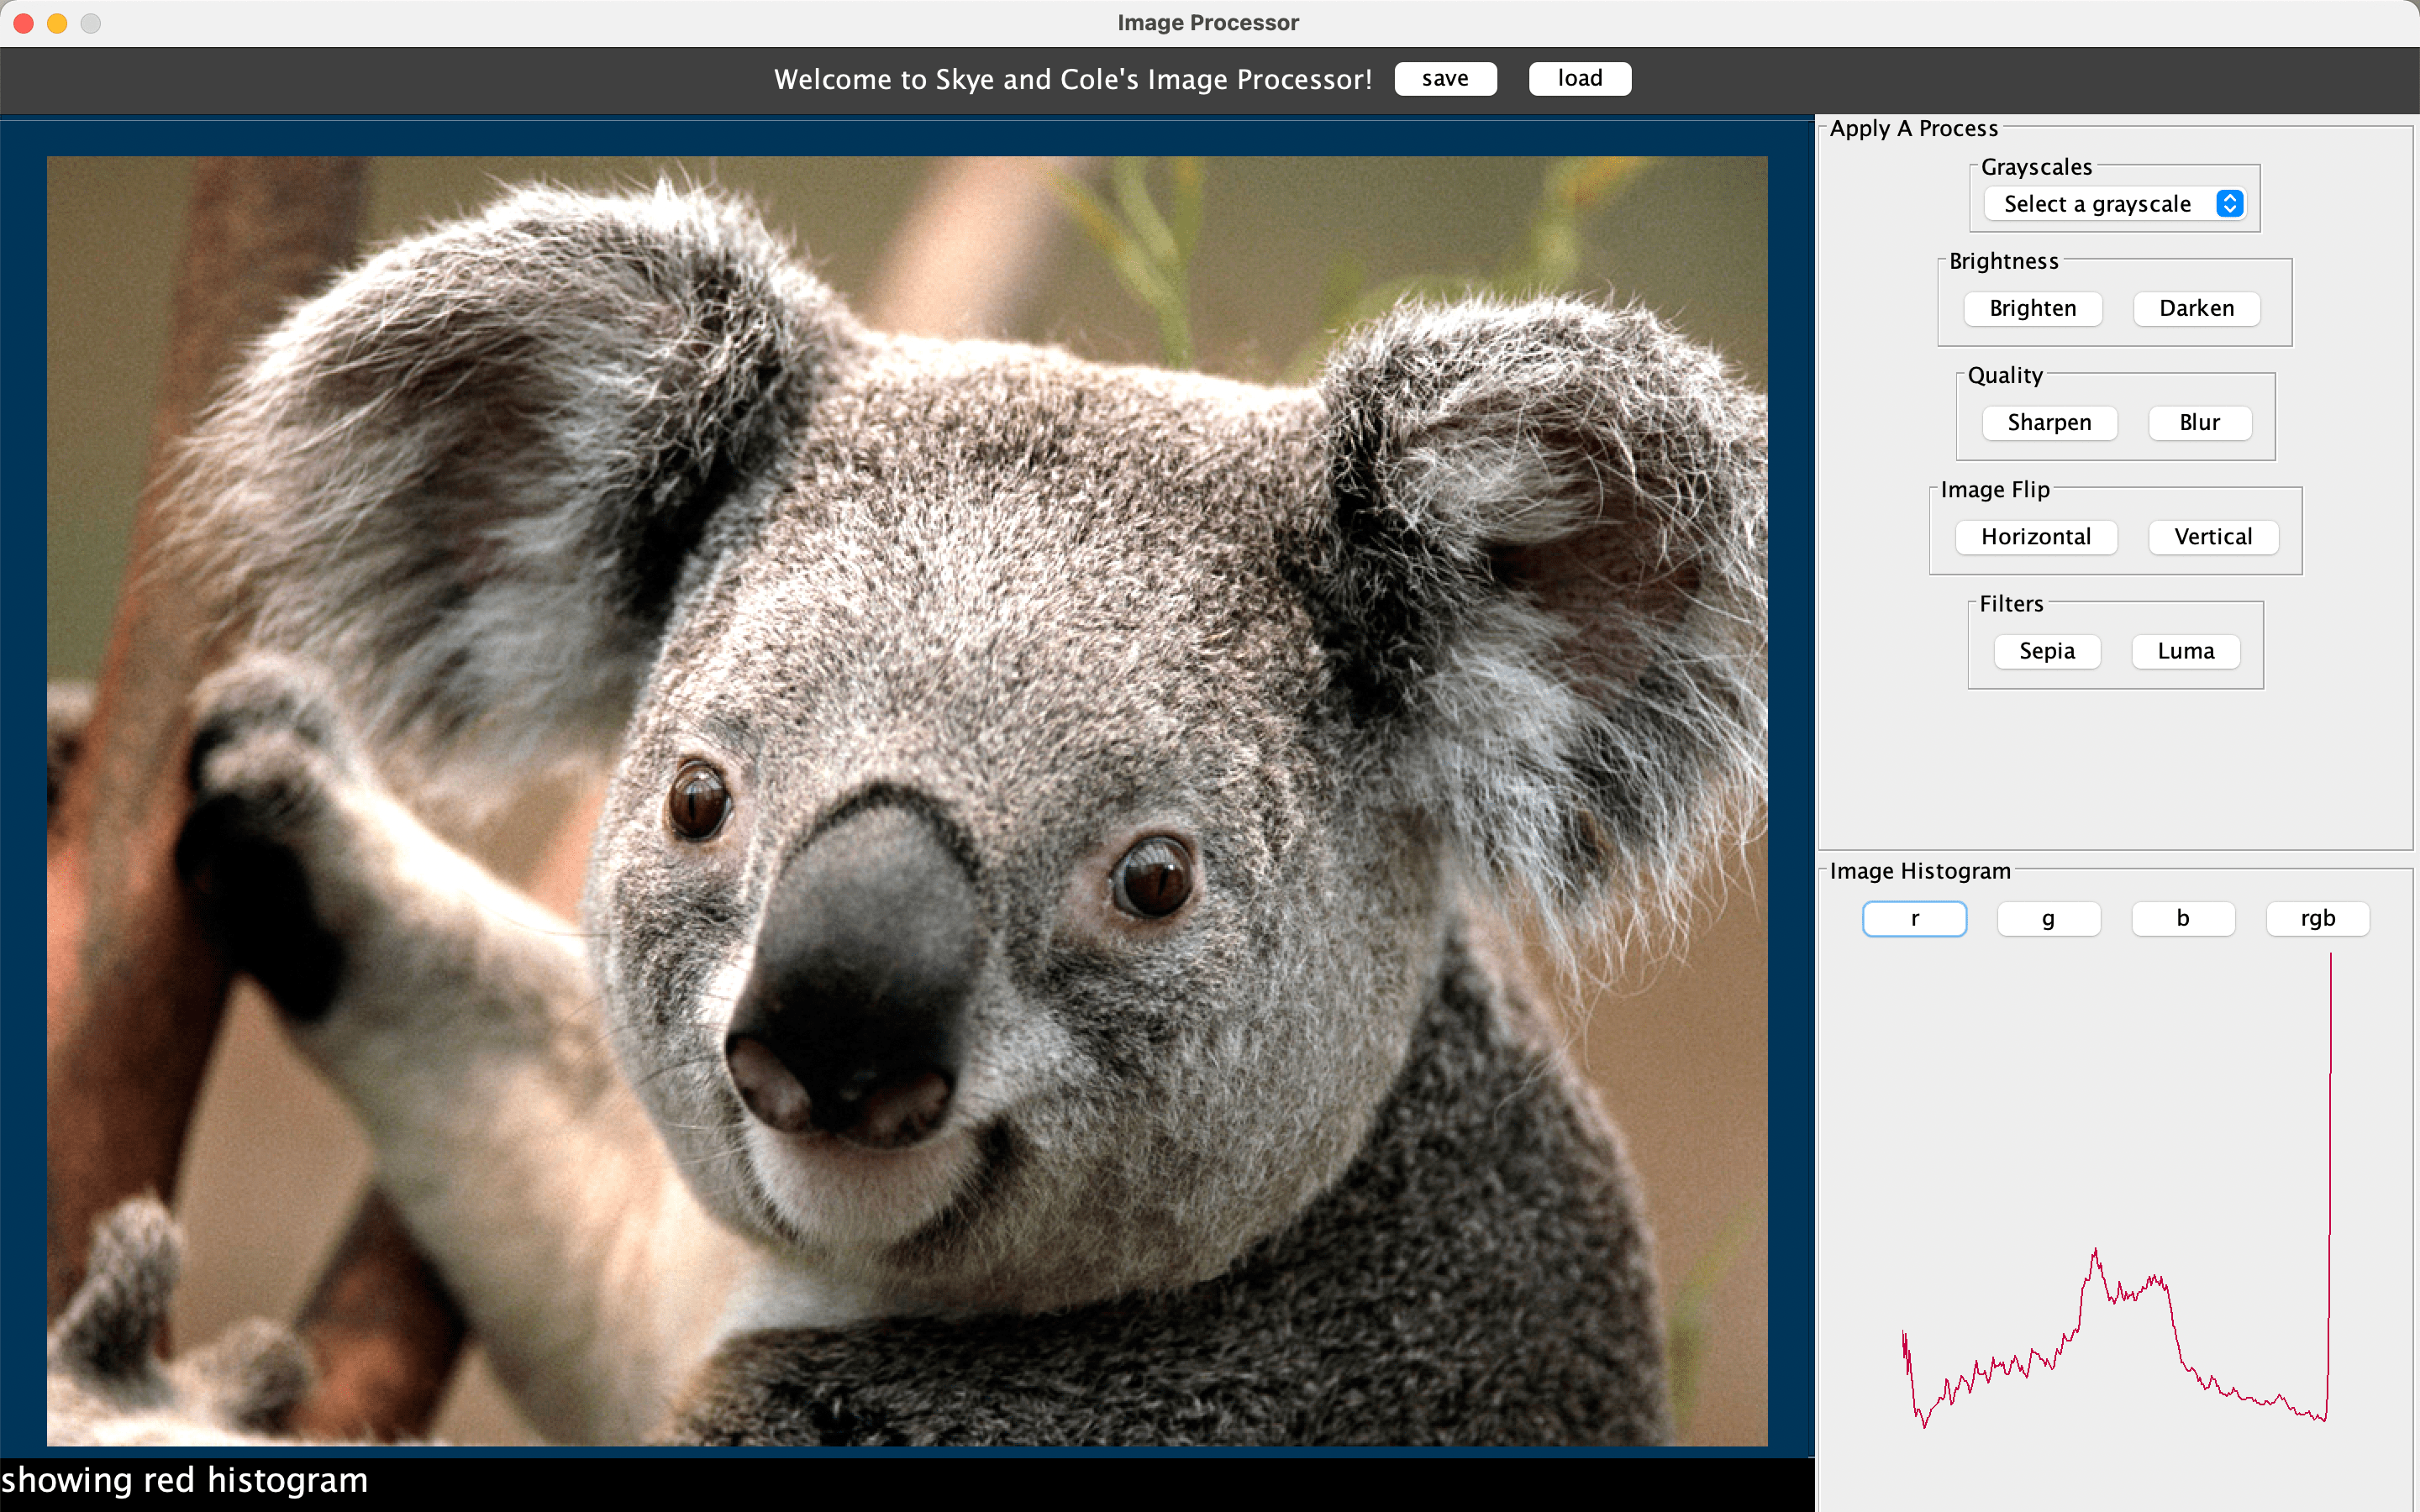 Image Processor
Welcome to Skye and Cole's Image Processor! save load
Apply A Process
Grayscales
Select a grayscale
Brightness
Brighten Darken
Quality
Sharpen Blur
Image Flip
Horizontal Vertical
Filters
Sepia Luma
Image Histogram
r g b rgb
showing red histogram